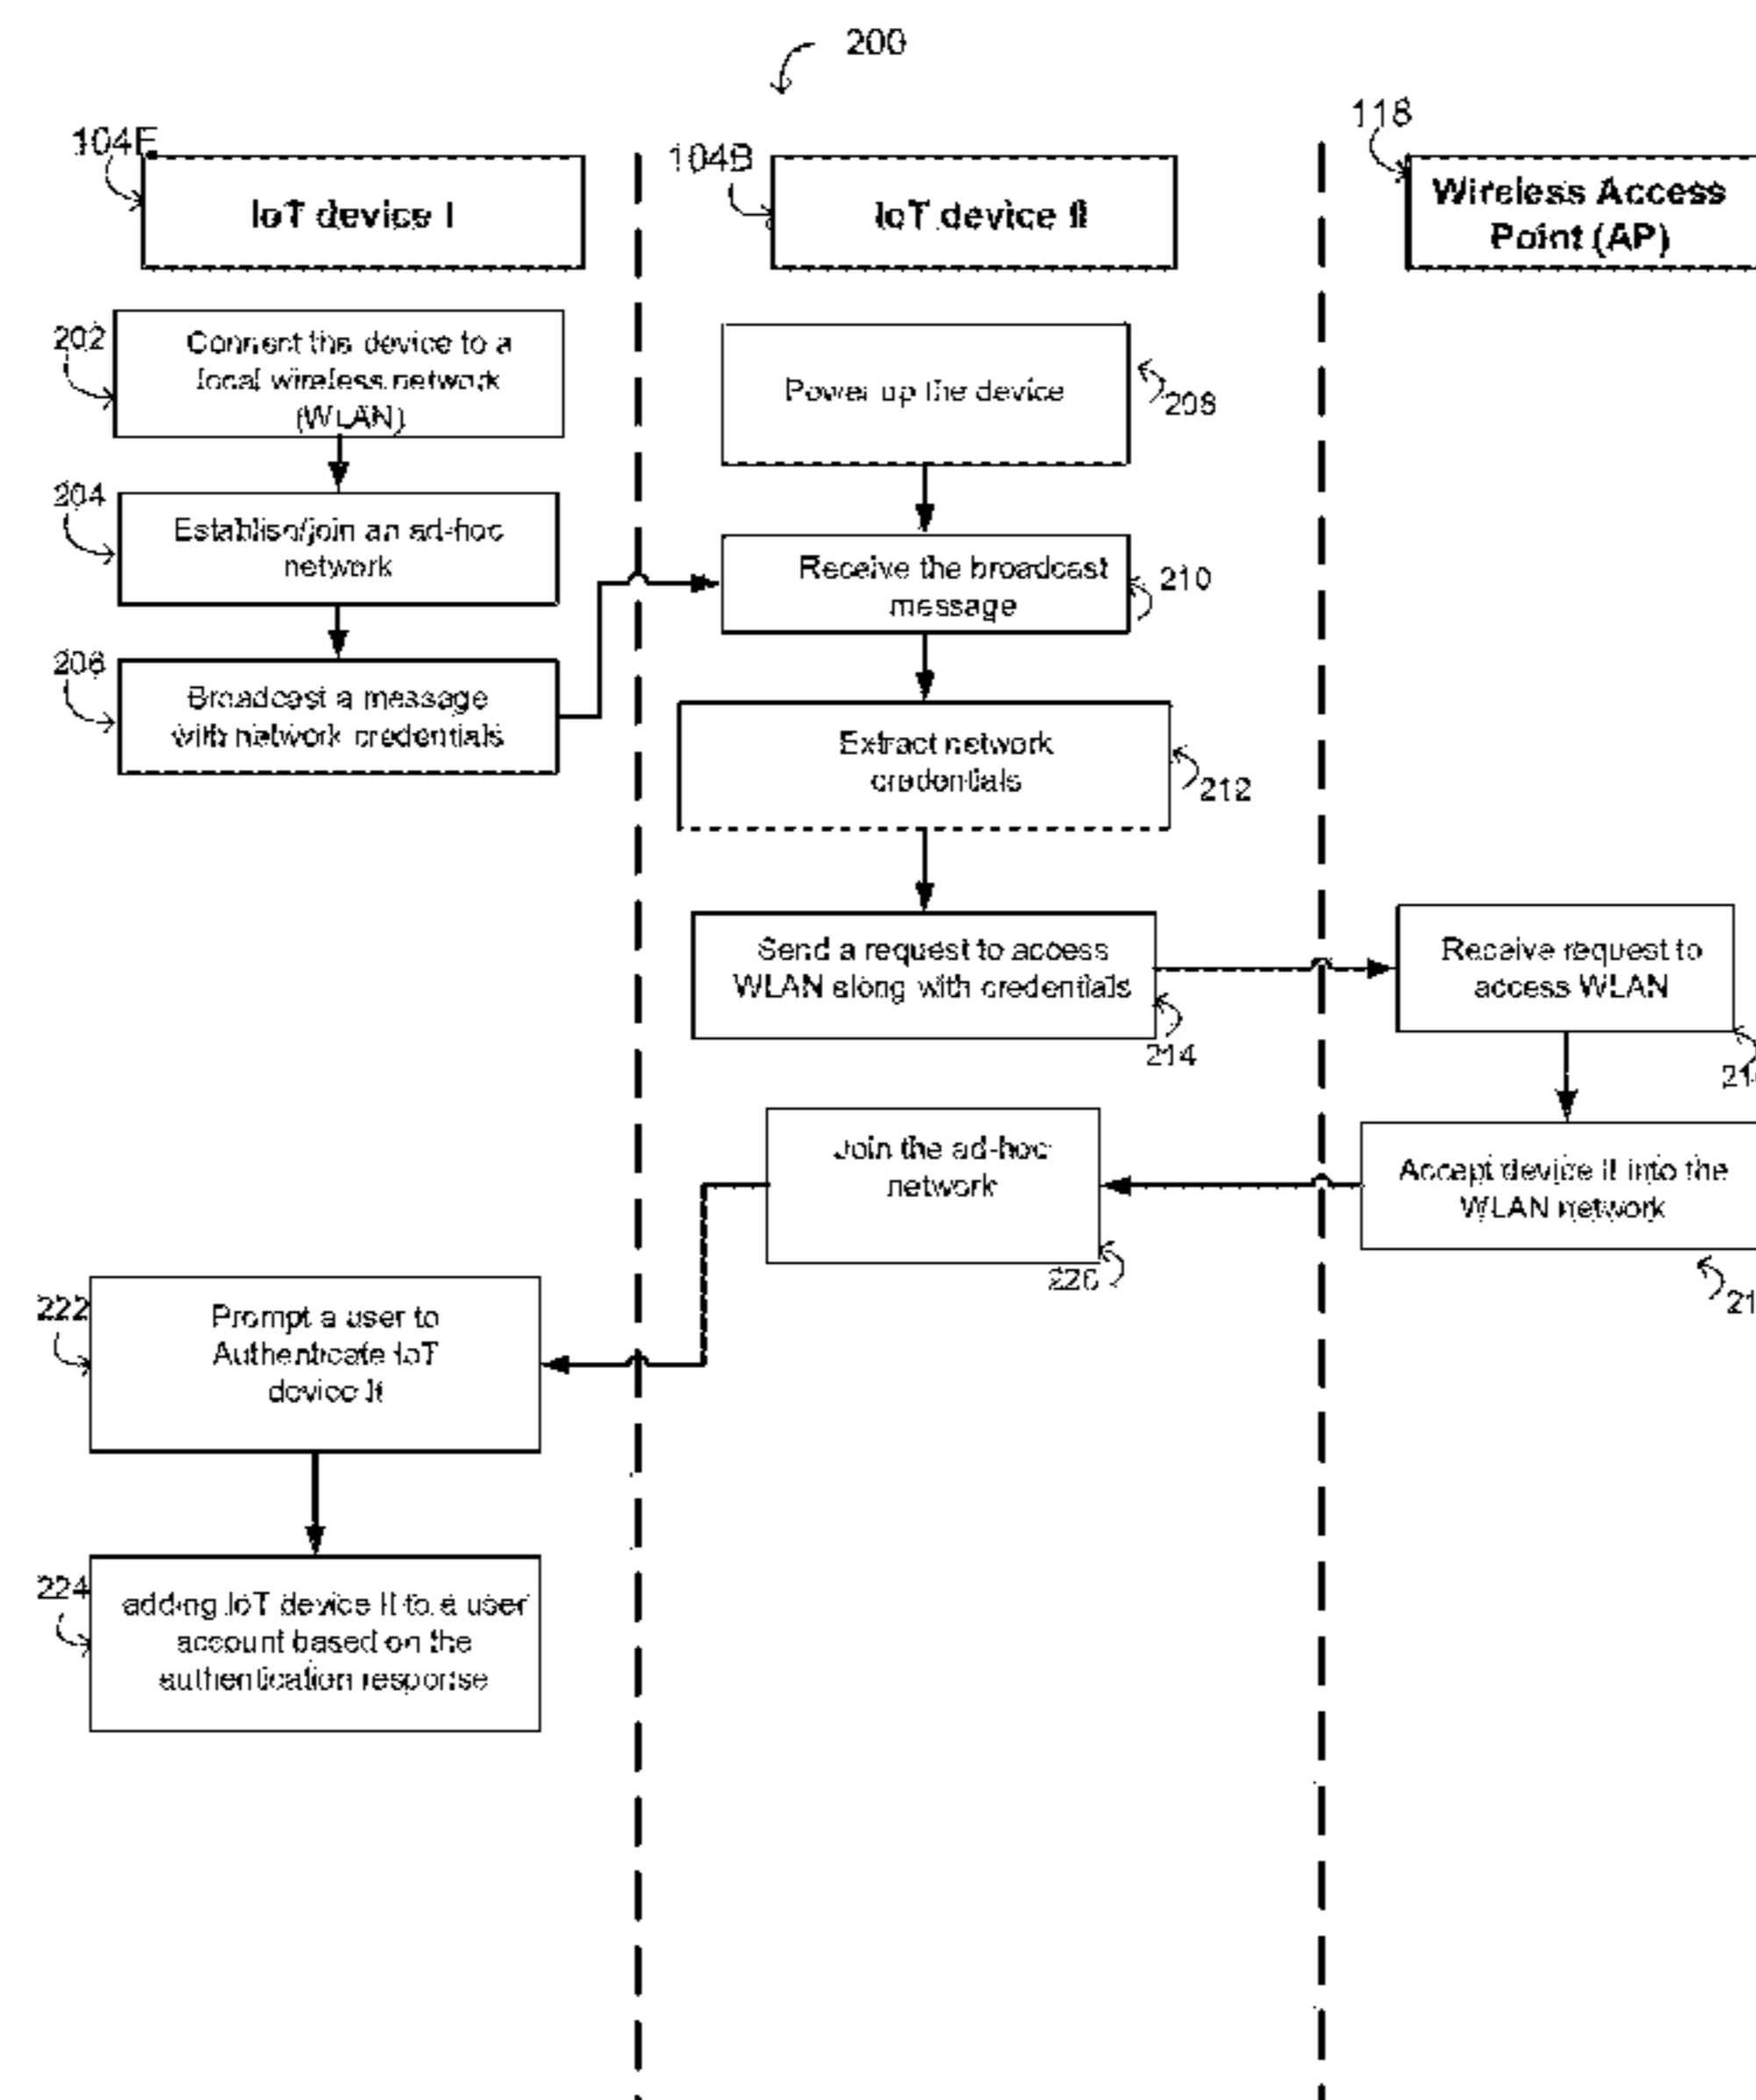 200
104E
IoT device I
104B
IoT device II
118
Wireless Access
Point (AP)
202
Connect the device to a
local wireless network
(WLAN)
204
Establish/join an ad-hoc
network
206
Broadcast a message
with network credentials
Power up the device
208
Receive the broadcast
message
210
Extract network
credentials
212
Send a request to access
WLAN along with credentials
214
Receive request to
access WLAN
Accept device II into the
WLAN network
Join the ad-hoc
network
220
222
Prompt a user to
Authenticate IoT
device II
224
adding IoT device II to a user
account based on the
authentication response